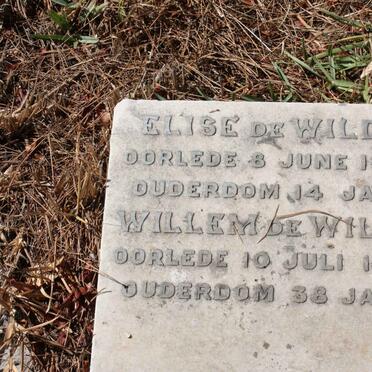 ELISE DE WILD
OORLEDE 8 JUNE 1
OUDERDOM 14 JA
WILLEM DE WIL
OORLEDE 10 JULI 1
OUDERDOM 38 JA